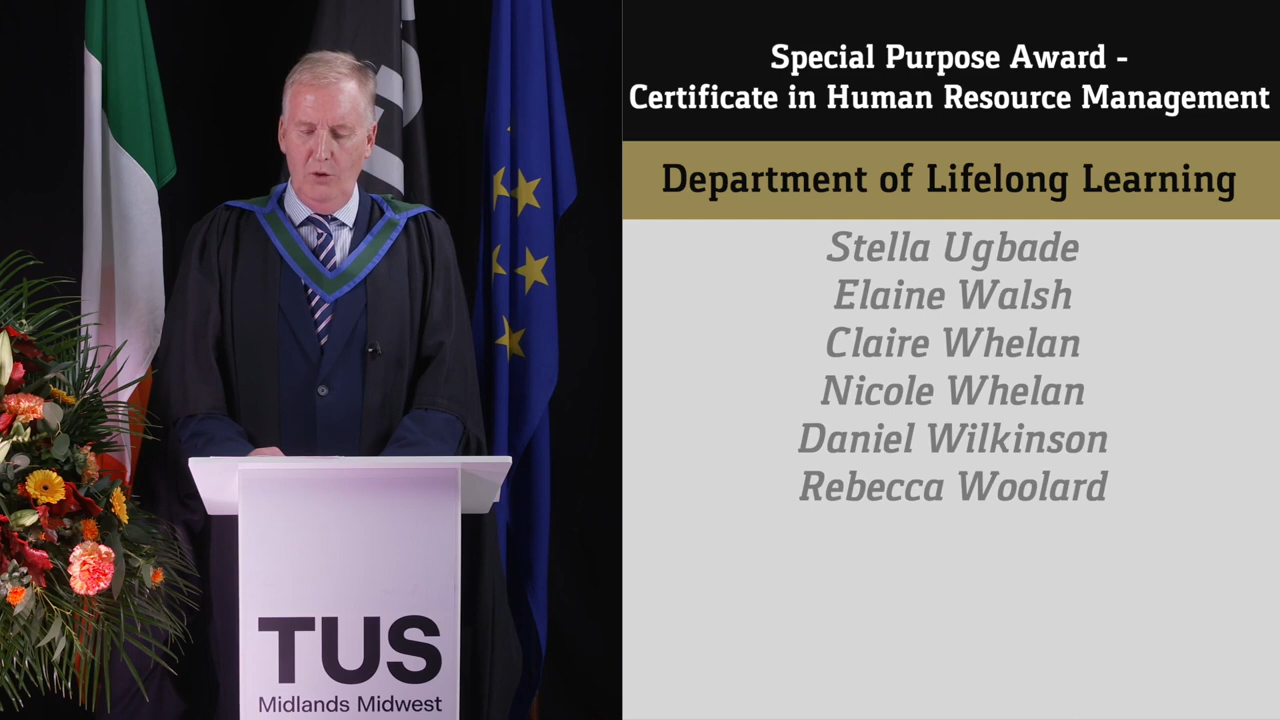 Special Purpose Award -
Certificate in Human Resource Management
Department of Lifelong Learning
Stella Ugbade
Elaine Walsh
Claire Whelan
Nicole Whelan
Daniel Wilkinson
Rebecca Woolard
TUS
Midlands Midwest